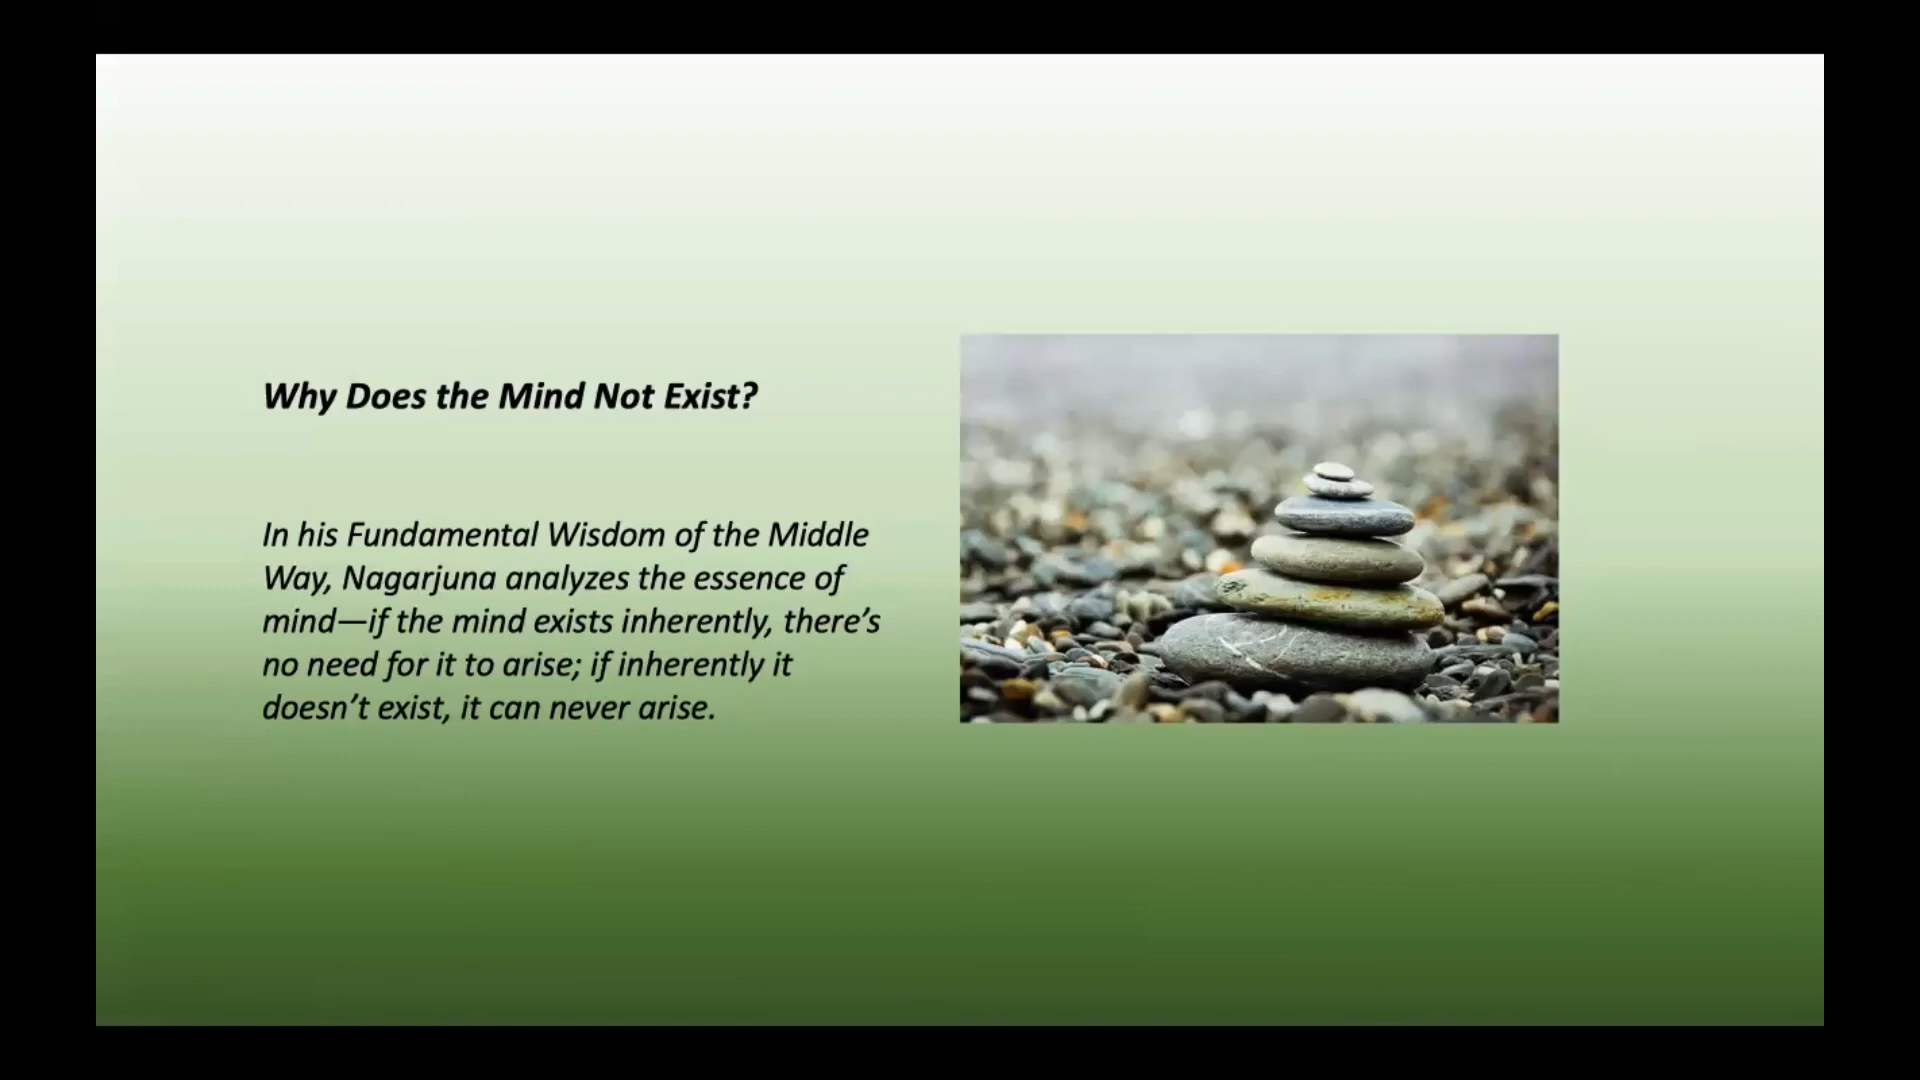 Why Does the Mind Not Exist?
In his Fundamental Wisdom of the Middle
Way, Nagarjuna analyzes the essence of
mind—if the mind exists inherently, there’s
no need for it to arise; if inherently it
doesn’t exist, it can never arise.